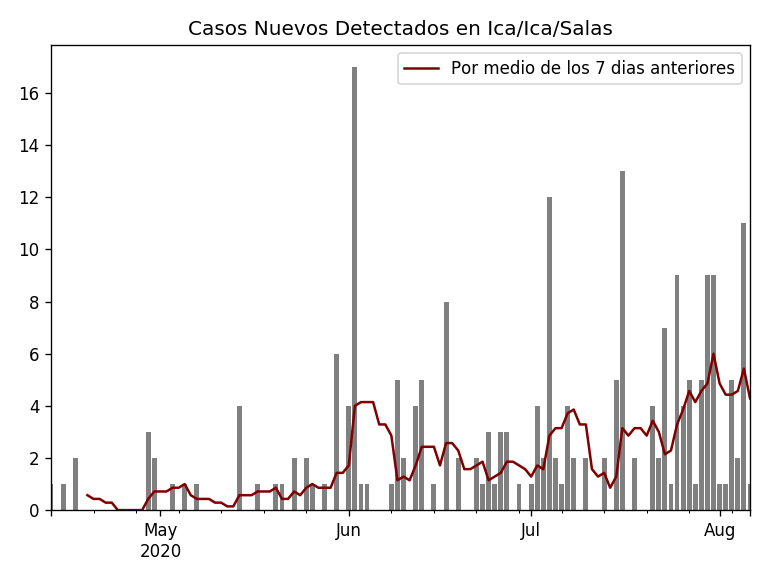 Casos Nuevos Detectados en Ica/Ica/Salas
Por medio de los 7 dias anteriores
16
14
12
10
8
6
4
2
0
May
2020
Jun
Jul
Aug